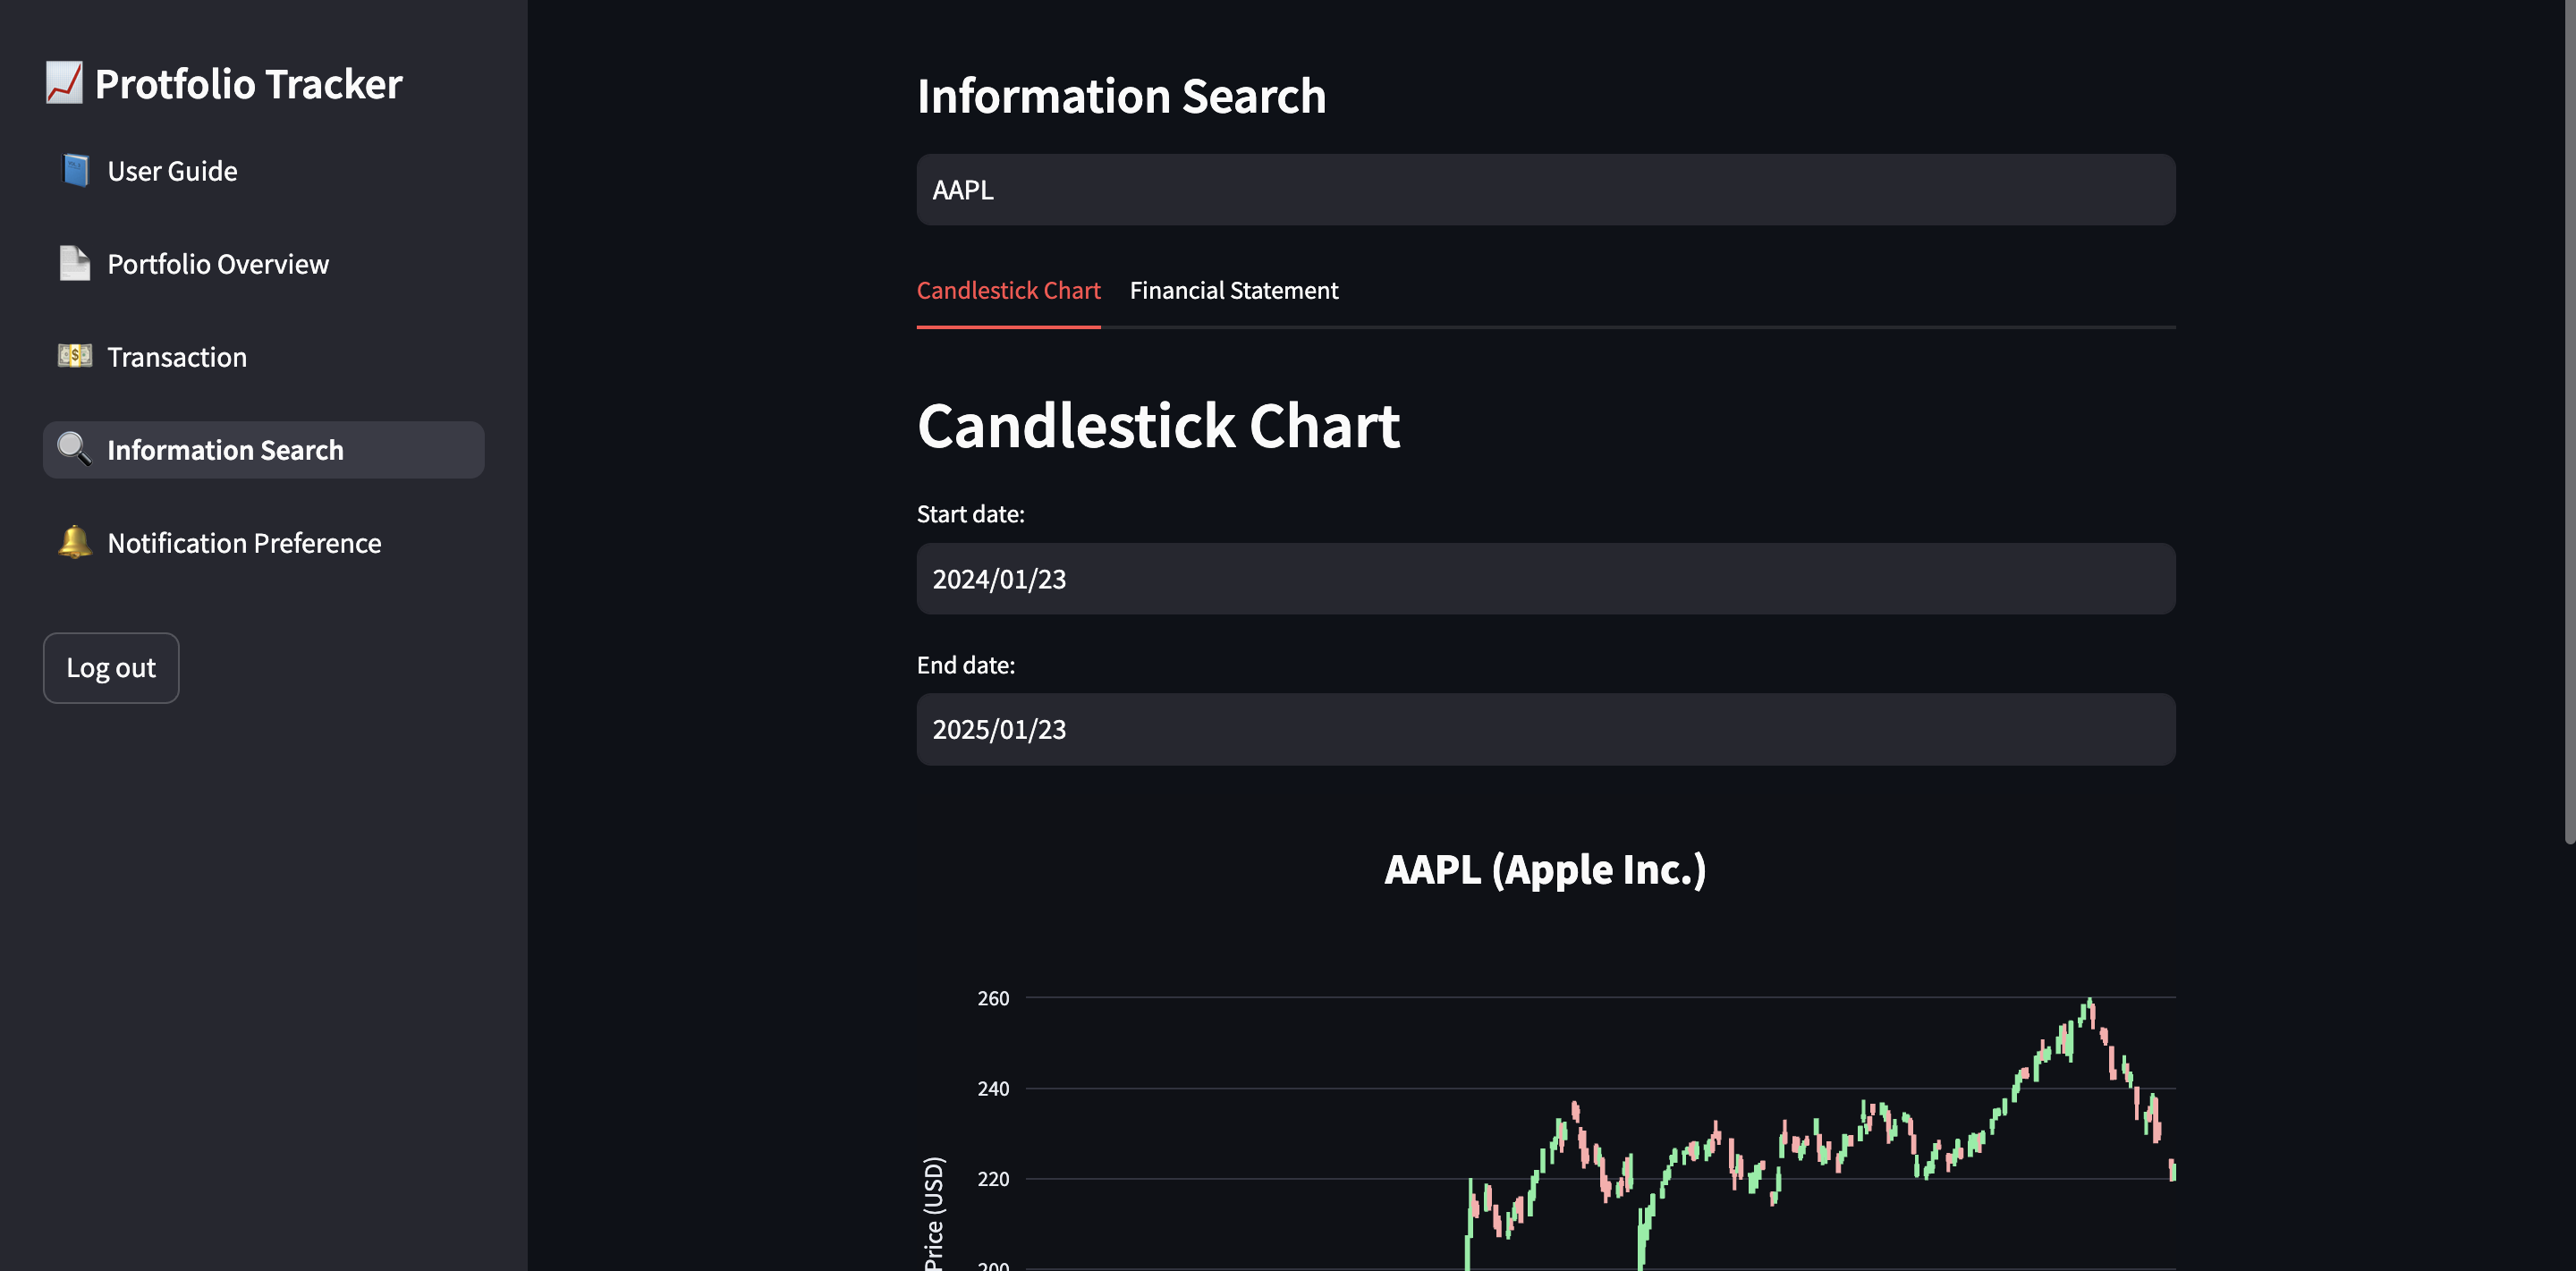 Protfolio Tracker
User Guide
Portfolio Overview
Transaction
Information Search
Notification Preference
Log out
Information Search
AAPL
Candlestick Chart Financial Statement
Candlestick Chart
Start date:
2024/01/23
End date:
2025/01/23
AAPL (Apple Inc.)
260
240
220
200
Price (USD)